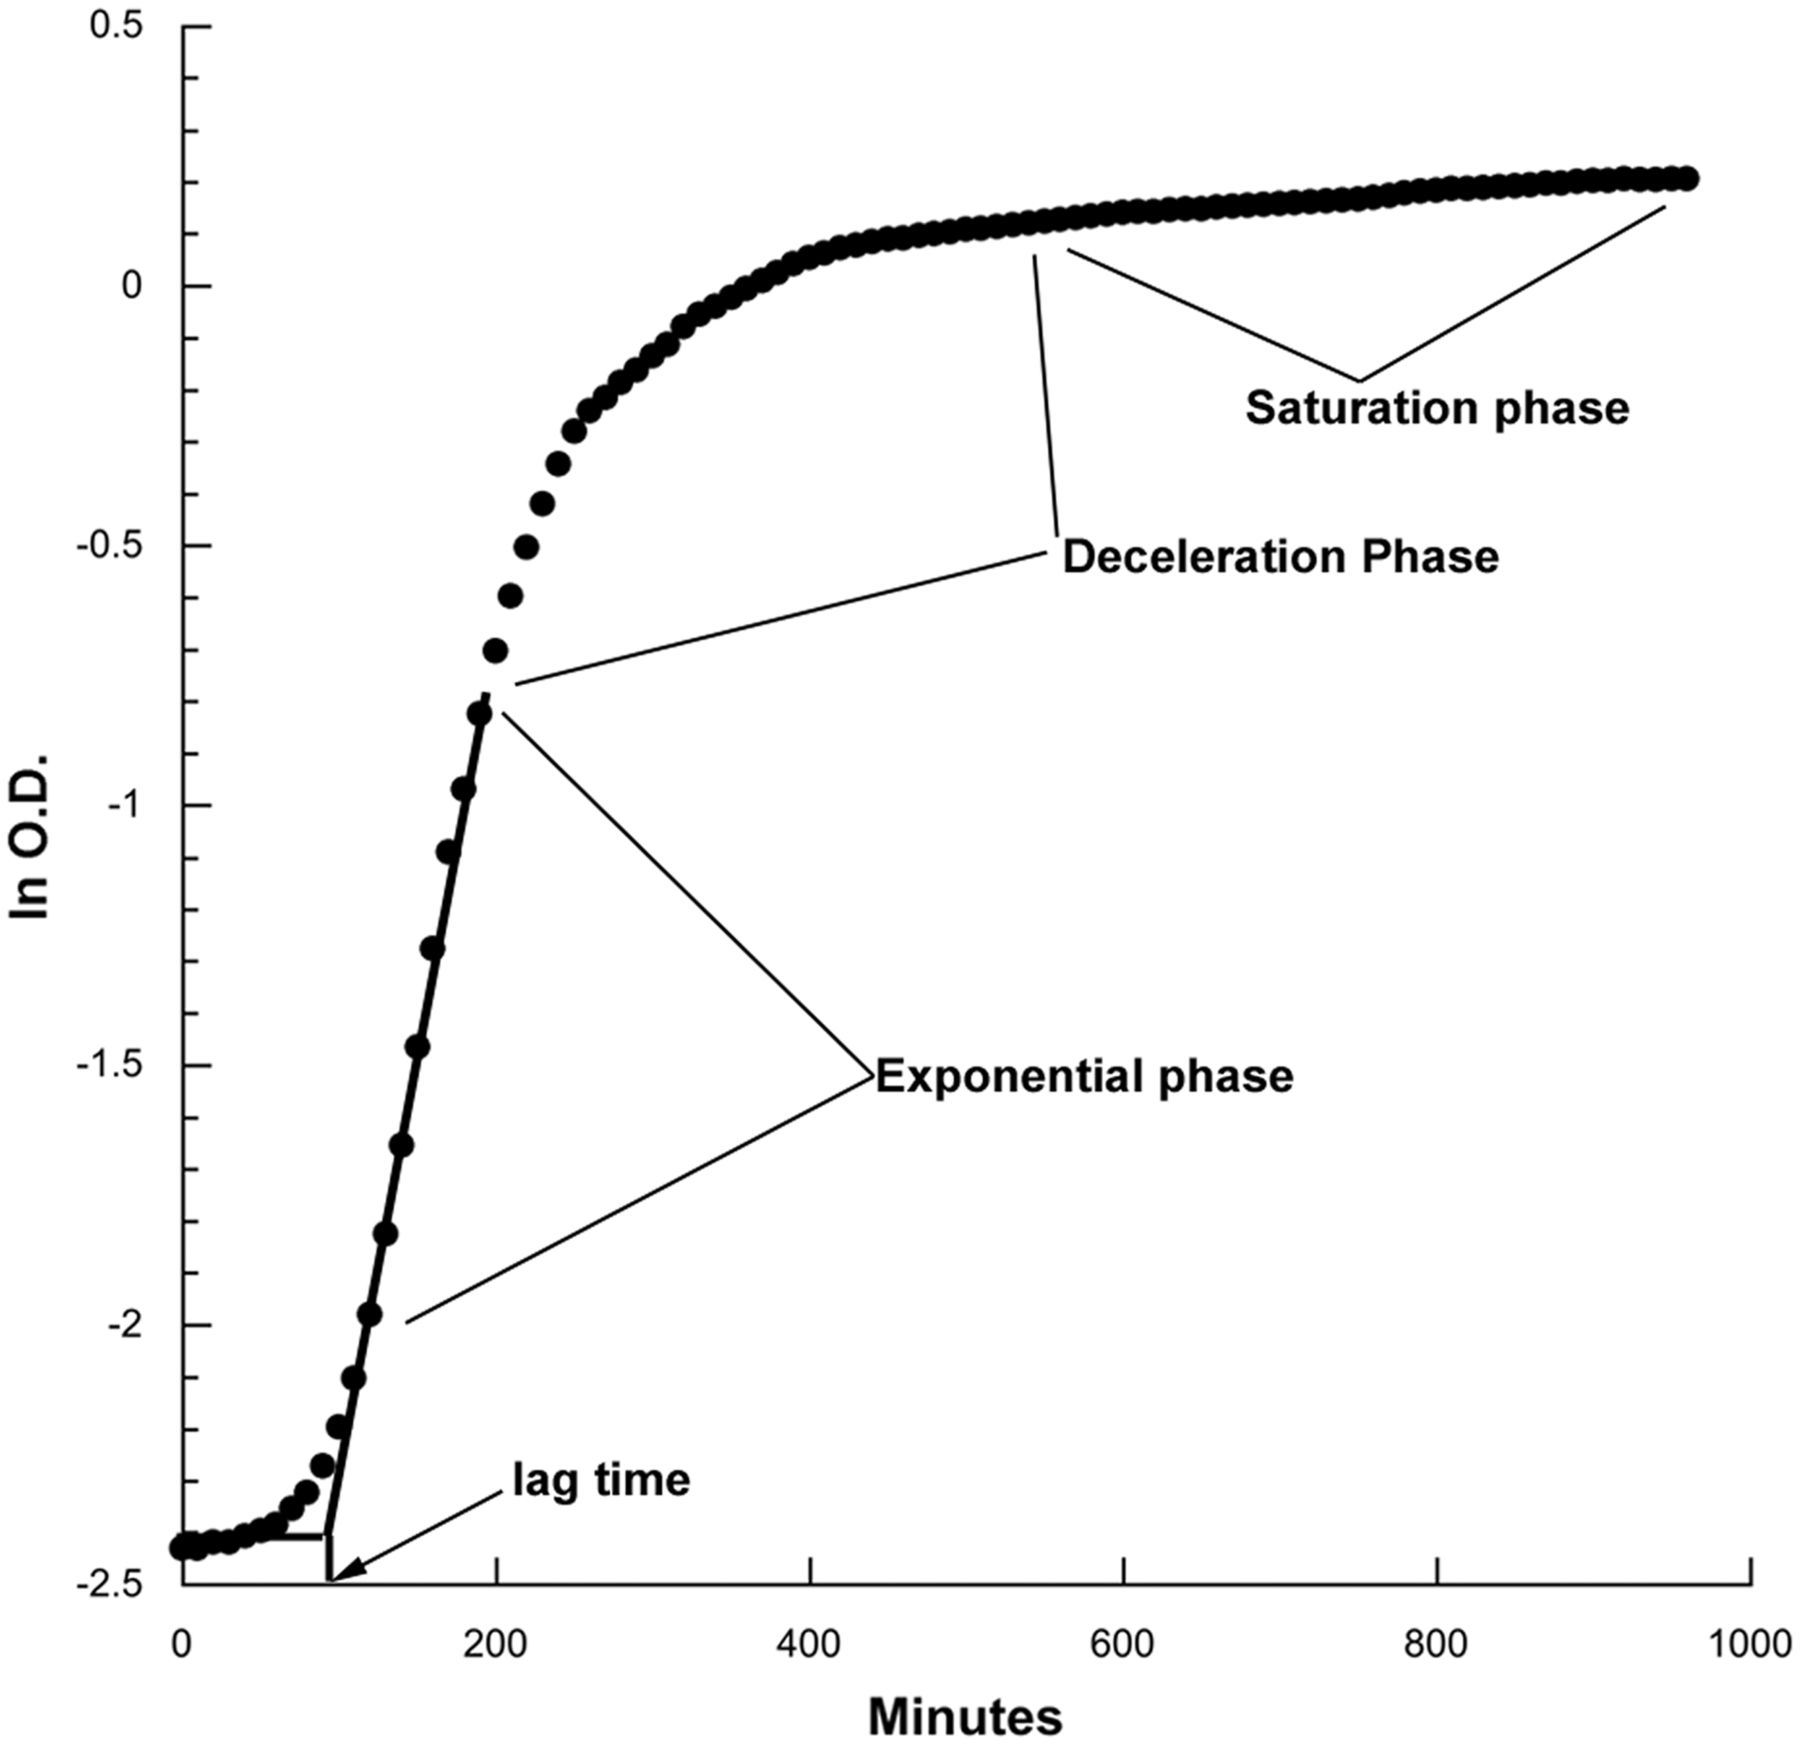 0.5
0
-0.5
-1
-1.5
-2
-2.5
ln O.D.
Saturation phase
Deceleration Phase
Exponential phase
lag time
0 200 400 600 800 1000
Minutes